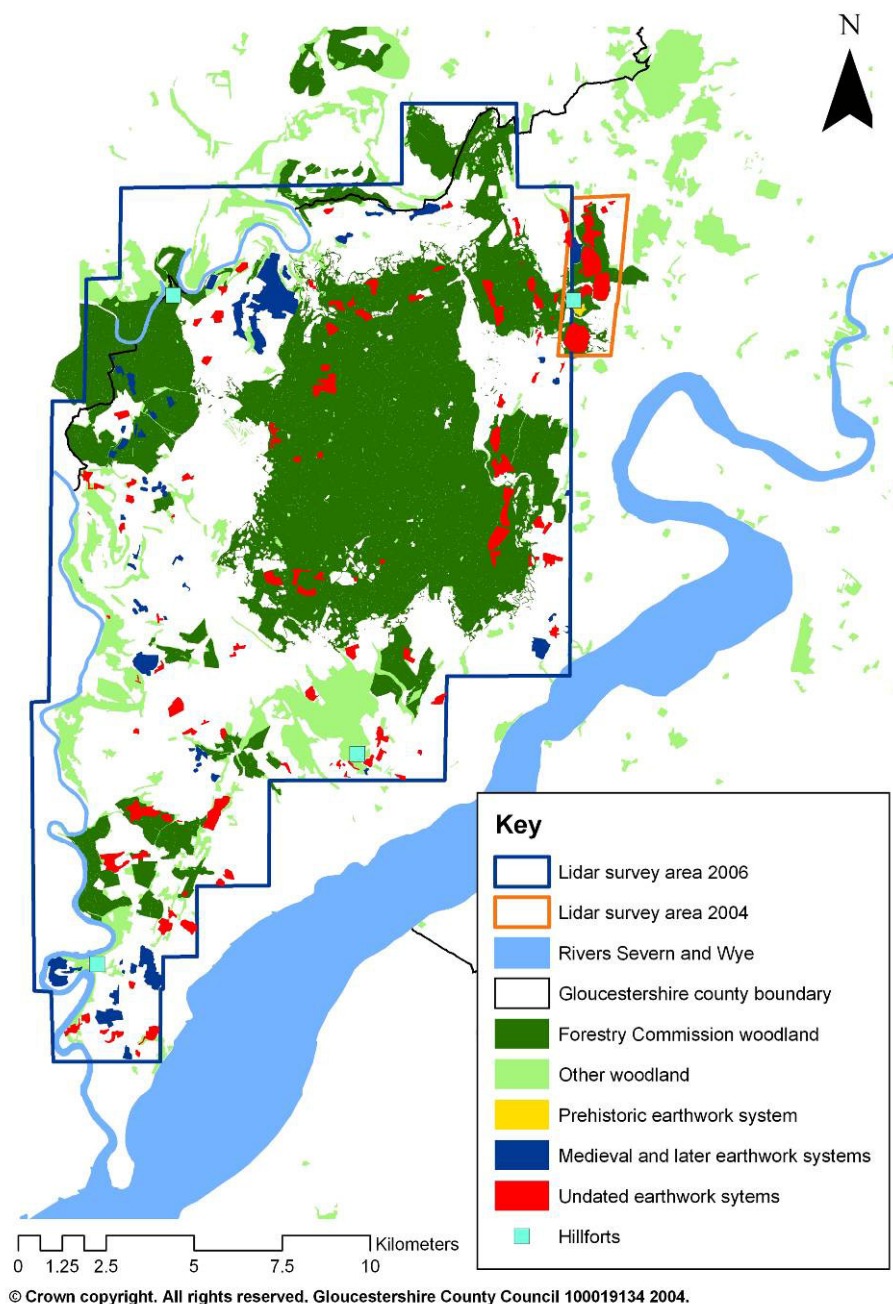 N
Key
Lidar survey area 2006
Lidar survey area 2004
Rivers Severn and Wye
Gloucestershire county boundary
Forestry Commission woodland
Other woodland
Prehistoric earthwork system
Medieval and later earthwork systems
Undated earthwork sytems
Hillforts
Kilometers
0 1.25 2.5 5 7.5 10
© Crown copyright. All rights reserved. Gloucestershire County Council 100019134 2004.